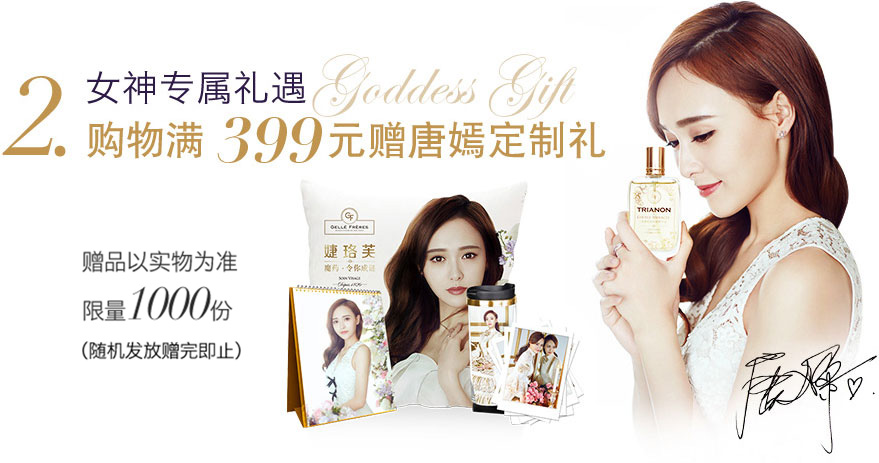 2.
女神专属礼遇 Goddess Gift
购物满 399元赠唐嫣定制礼
赠品以实物为准
限量1000份
(随机发放赠完即止)
GF
GELLÉ FRÈRES
婕珞芙
魔药·令你成谜
TRIANON